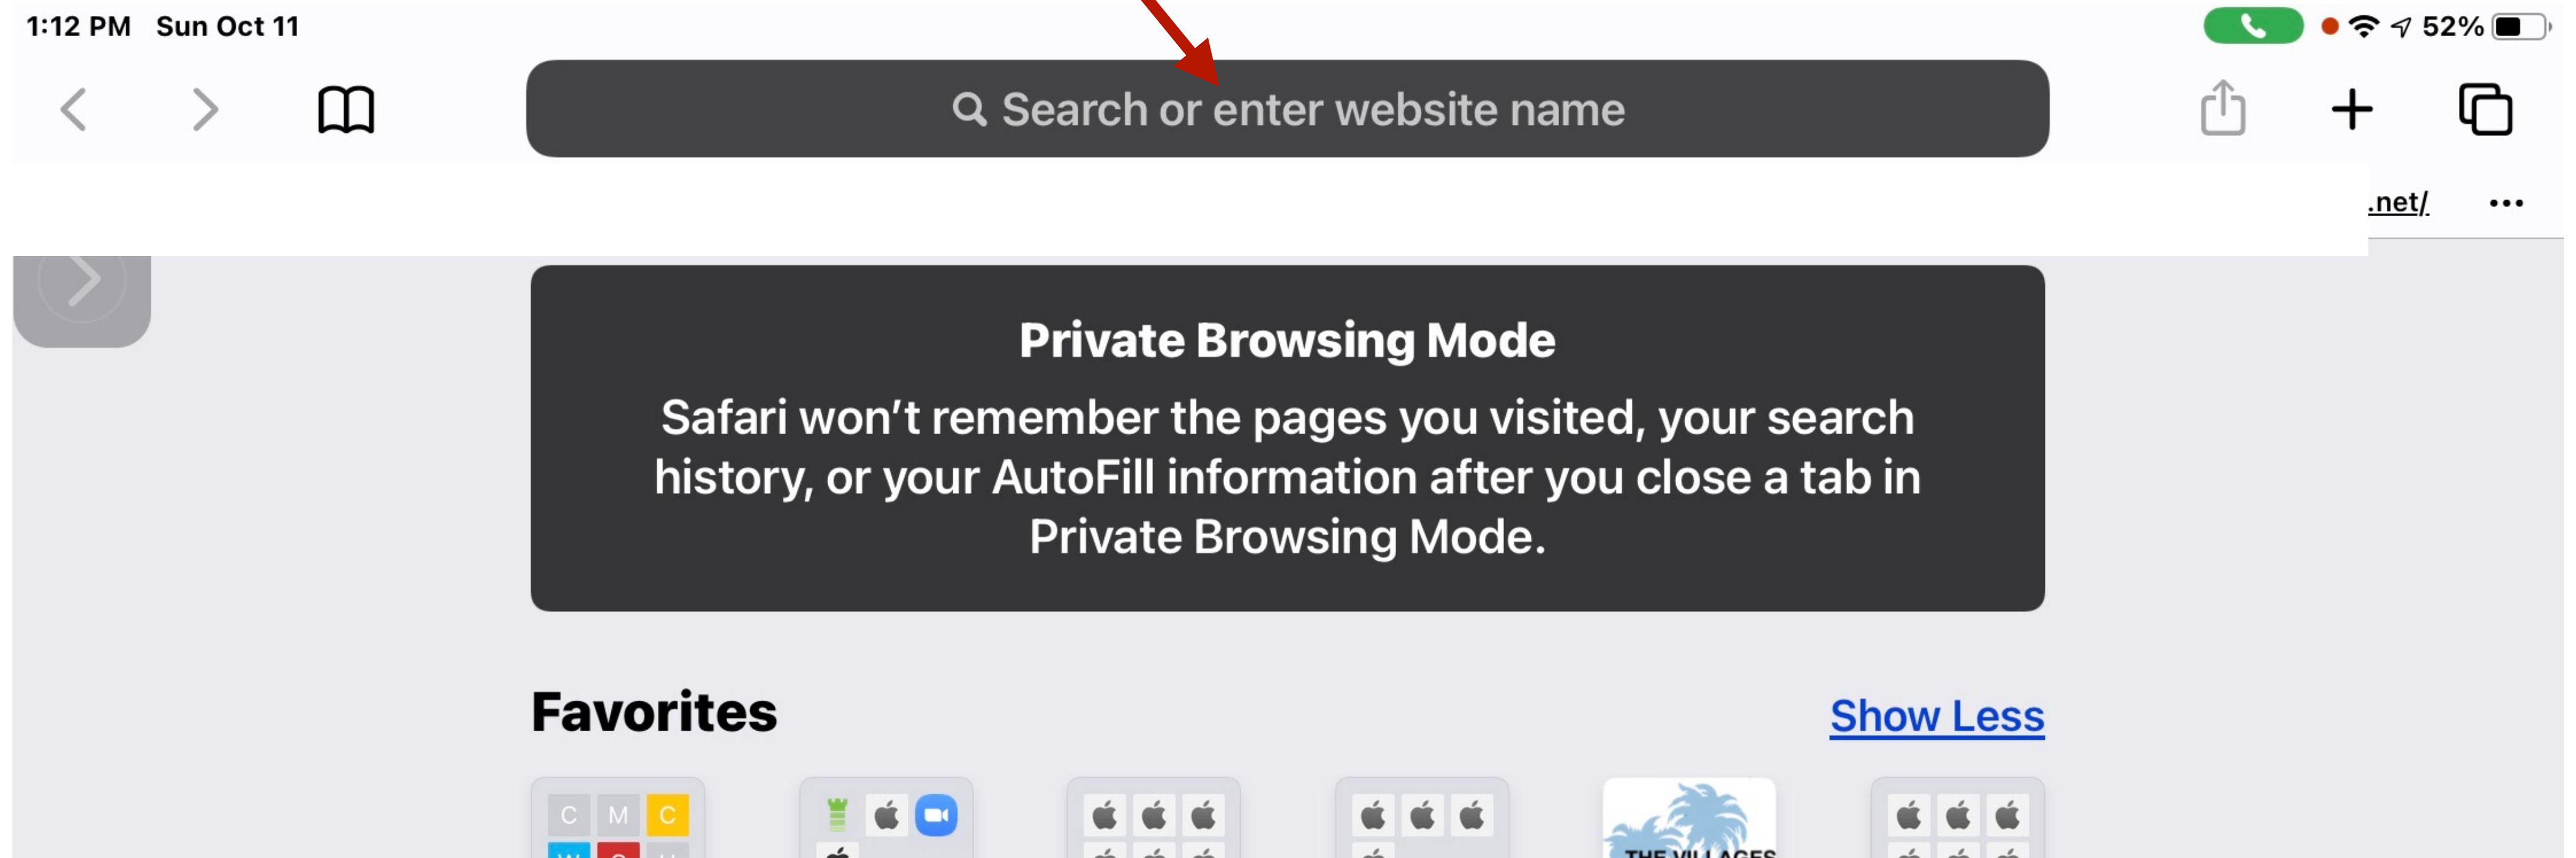 1:12 PM Sun Oct 11
52%
Search or enter website name
.net/
Private Browsing Mode
Safari won’t remember the pages you visited, your search
history, or your AutoFill information after you close a tab in
Private Browsing Mode.
Favorites
Show Less
C M C
THE VILLAGES